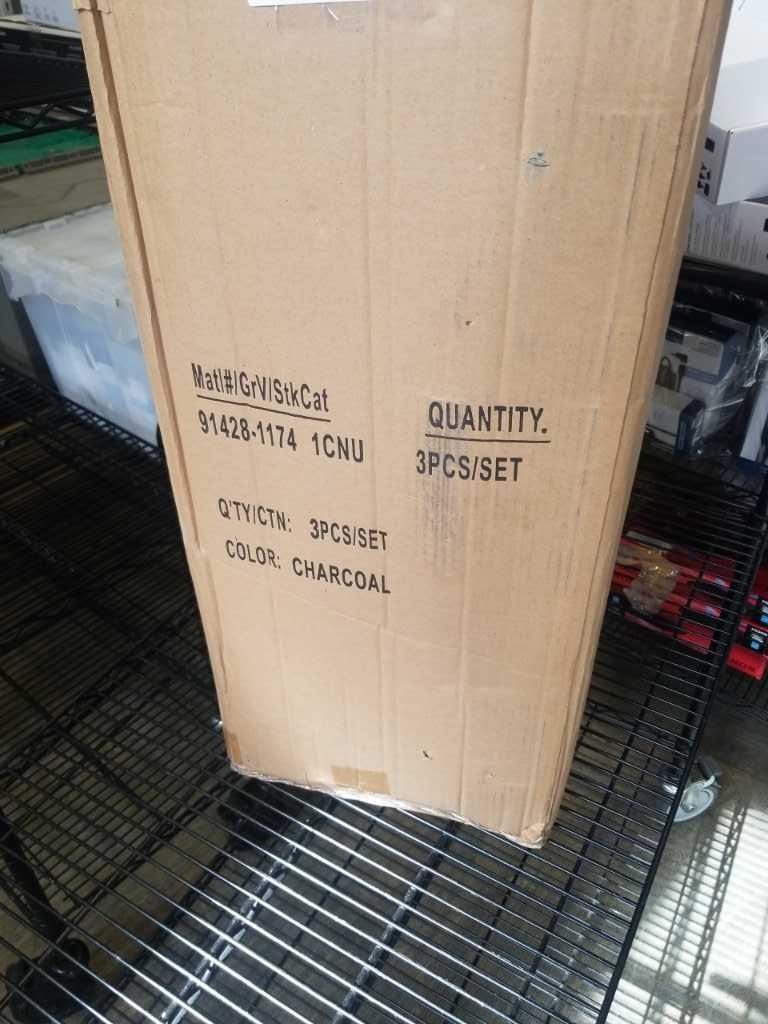 Matl#/GrV/StkCat
91428-1174 1CNU
QUANTITY.
3PCS/SET
Q'TY/CTN: 3PCS/SET
COLOR: CHARCOAL